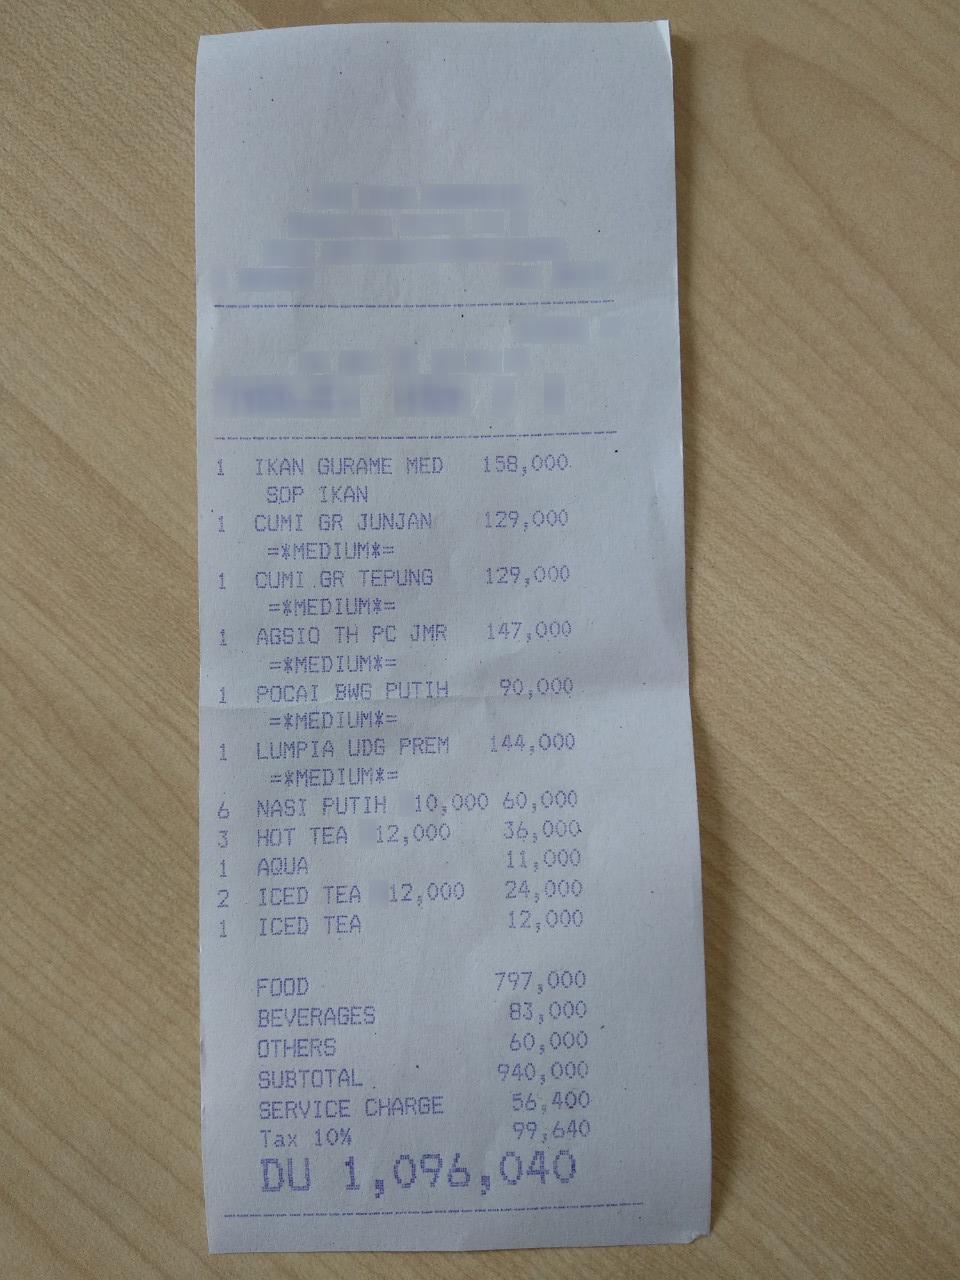 1 IKAN GURAME MED 158,000
SOP IKAN
1 CUMI GR JUNJAN 129,000
=*MEDIUM*=
1 CUMI GR TEPUNG 129,000
=*MEDIUM*=
1 AGSIO TH PC JMR 147,000
=*MEDIUM*=
1 POCAI BWG PUTIH 90,000
=*MEDIUM*=
1 LUMPIA UDG PREM 144,000
=*MEDIUM*=
6 NASI PUTIH 10,000 60,000
3 HOT TEA 12,000 36,000
1 AQUA 11,000
2 ICED TEA 12,000 24,000
1 ICED TEA 12,000
FOOD 797,000
BEVERAGES 83,000
OTHERS 60,000
SUBTOTAL 940,000
SERVICE CHARGE 56,400
Tax 10% 99,640
DU 1,096,040